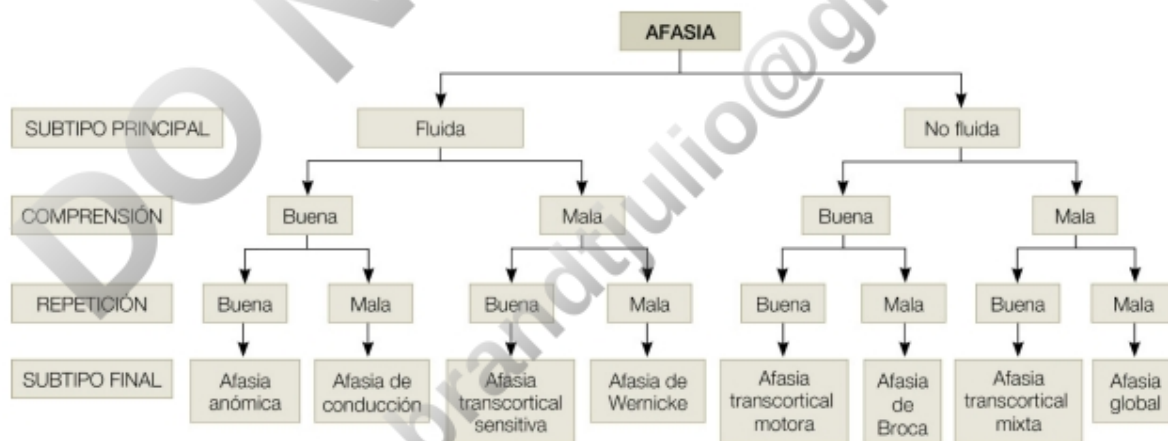 AFASIA
SUBTIPO PRINCIPAL
Fluida
No fluida
COMPRENSIÓN
Buena
Mala
Buena
Mala
REPETICIÓN
Buena
Mala
Buena
Mala
Buena
Mala
Buena
Mala
SUBTIPO FINAL
Afasia
anómica
Afasia de
conducción
Afasia
transcortical
sensitiva
Afasia de
Wernicke
Afasia
transcortical
motora
Afasia
de
Broca
Afasia
transcortical
mixta
Afasia
global
DO N
brandtjulio@g